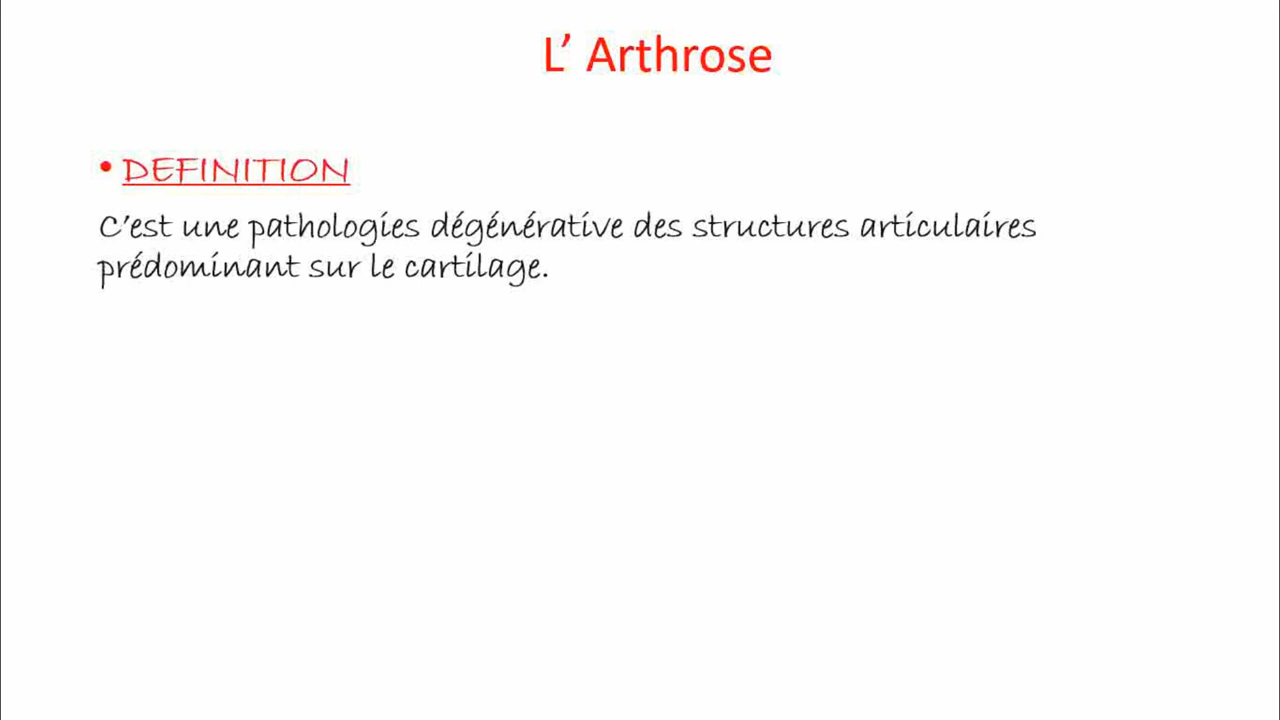 L’ Arthrose
• DEFINITION
C’est une pathologies dégénérative des structures articulaires
prédominant sur le cartilage.